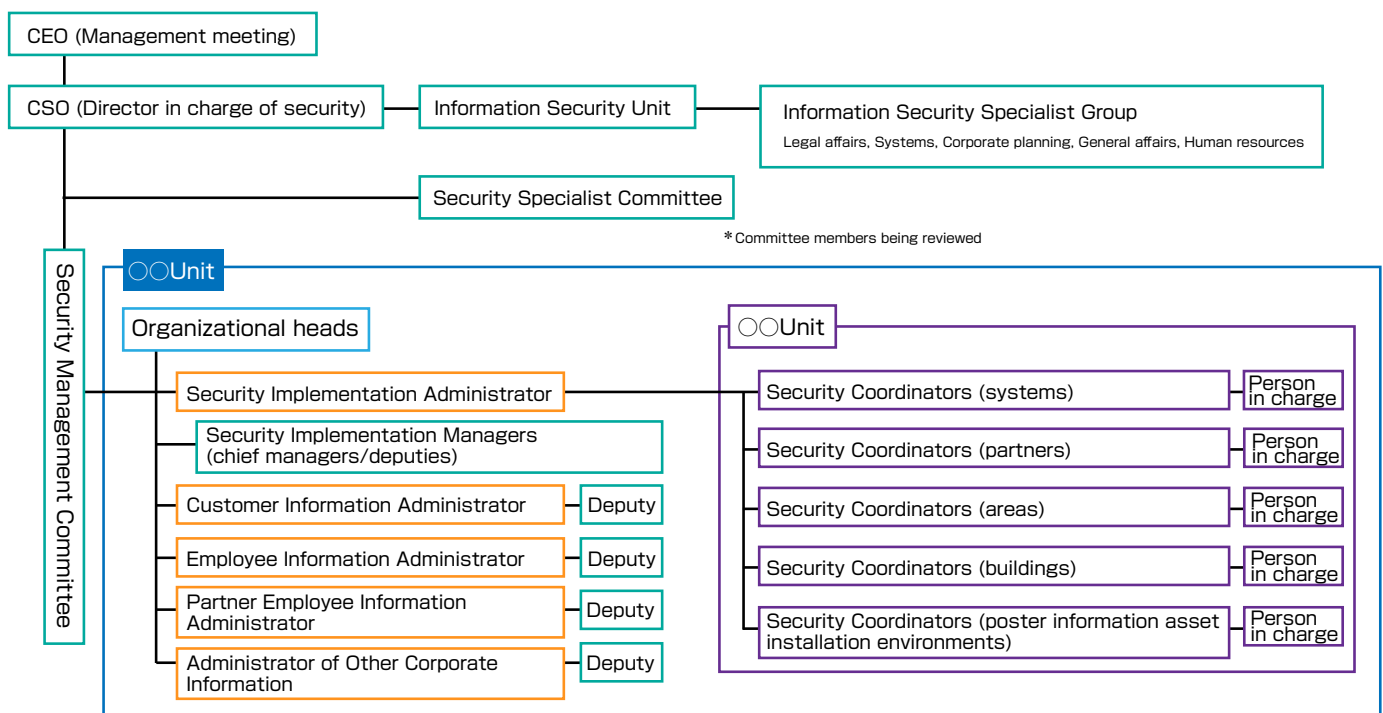 CEO (Management meeting)
CSO (Director in charge of security)
Information Security Unit
Information Security Specialist Group
Legal affairs, Systems, Corporate planning, General affairs, Human resources
Security Specialist Committee
*Committee members being reviewed
Security Management Committee
○○Unit
Organizational heads
○○Unit
Security Implementation Administrator
Security Implementation Managers
(chief managers/deputies)
Customer Information Administrator
Deputy
Employee Information Administrator
Deputy
Partner Employee Information
Administrator
Deputy
Administrator of Other Corporate
Information
Deputy
Security Coordinators (systems)
Person
in charge
Security Coordinators (partners)
Person
in charge
Security Coordinators (areas)
Person
in charge
Security Coordinators (buildings)
Person
in charge
Security Coordinators (poster information asset
installation environments)
Person
in charge